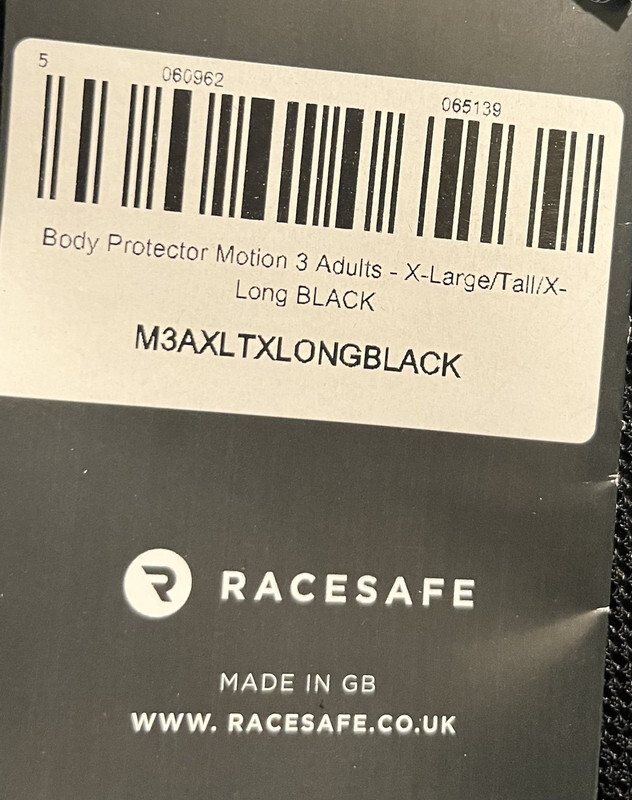 5 060962 065139
Body Protector Motion 3 Adults - X-Large/Tall/X-
Long BLACK
M3AXLTXLONGBLACK
RACESAFE
MADE IN GB
WWW. RACESAFE.CO.UK